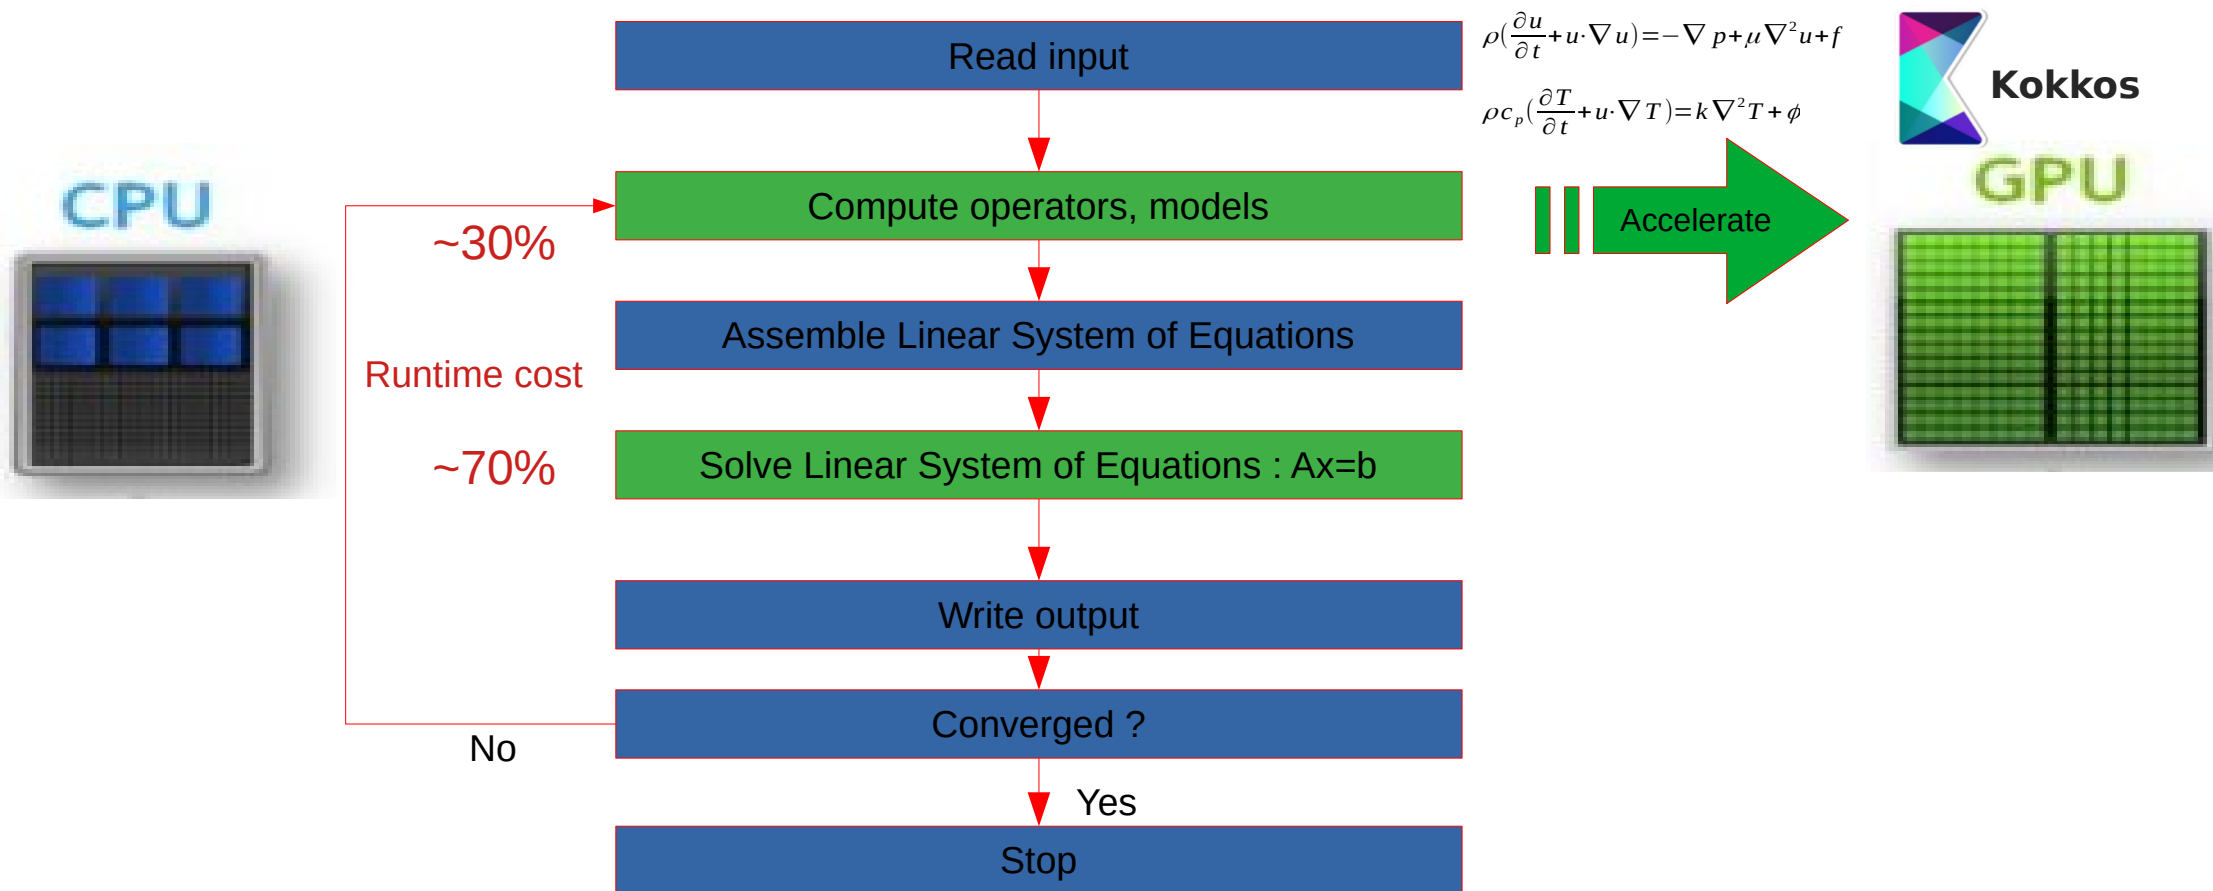 Read input
ρ(∂u/∂t+u·∇u)=−∇p+μ∇²u+f
Kokkos
ρc_p(∂T/∂t+u·∇T)=k∇²T+ϕ
CPU
GPU
Compute operators, models
Accelerate
~30%
Assemble Linear System of Equations
Runtime cost
~70%
Solve Linear System of Equations : Ax=b
Write output
Converged ?
No
Yes
Stop